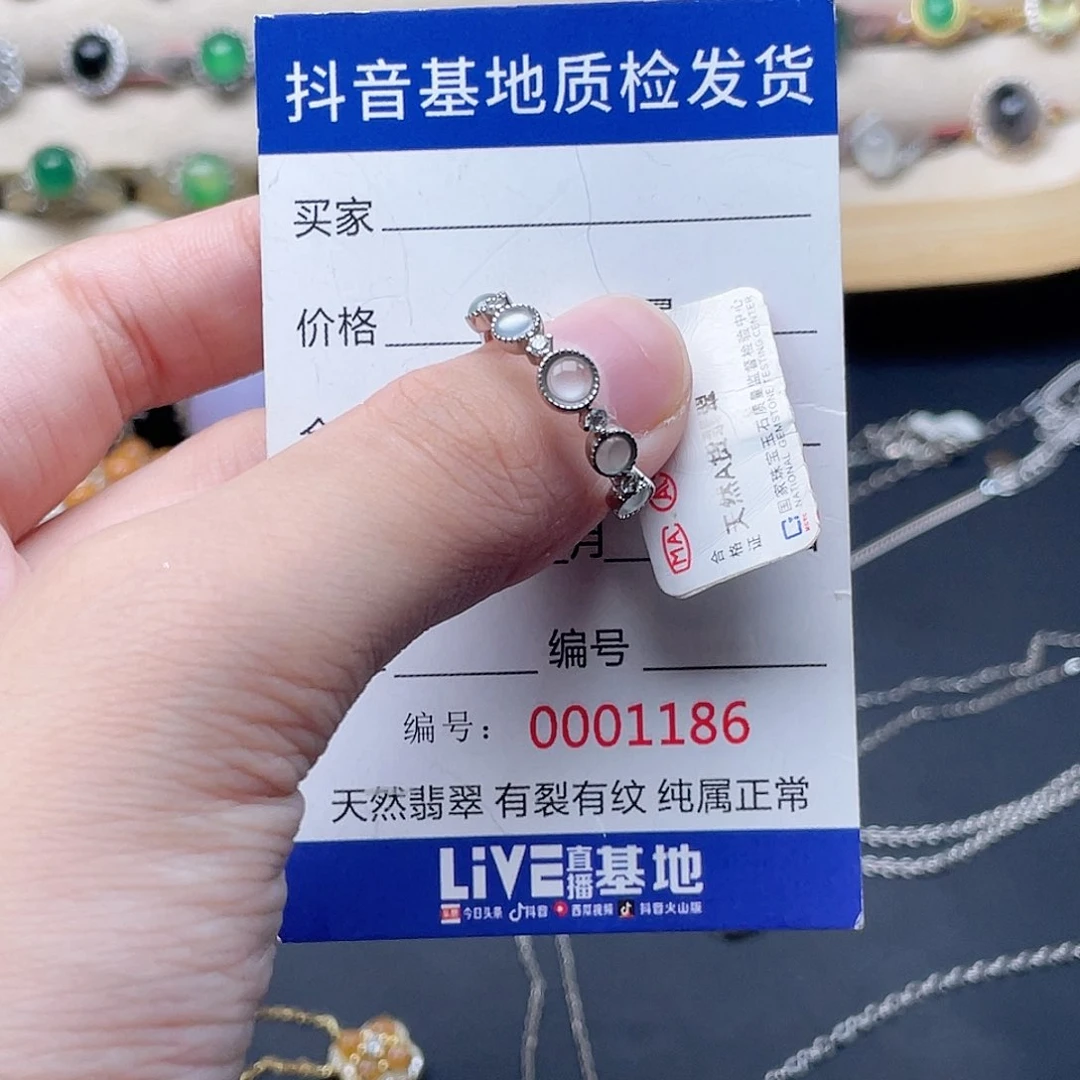 抖音基地质检发货
买家
价格
月
编号
编号： 0001186
天然翡翠 有裂有纹 纯属正常
LiVE直播基地
今日头条 抖音 西瓜视频 抖音火山版
国家珠宝玉石质量监督检验中心
NATIONAL GEMSTONE TESTING CENTER
天然A货翡翠
合格证
MA